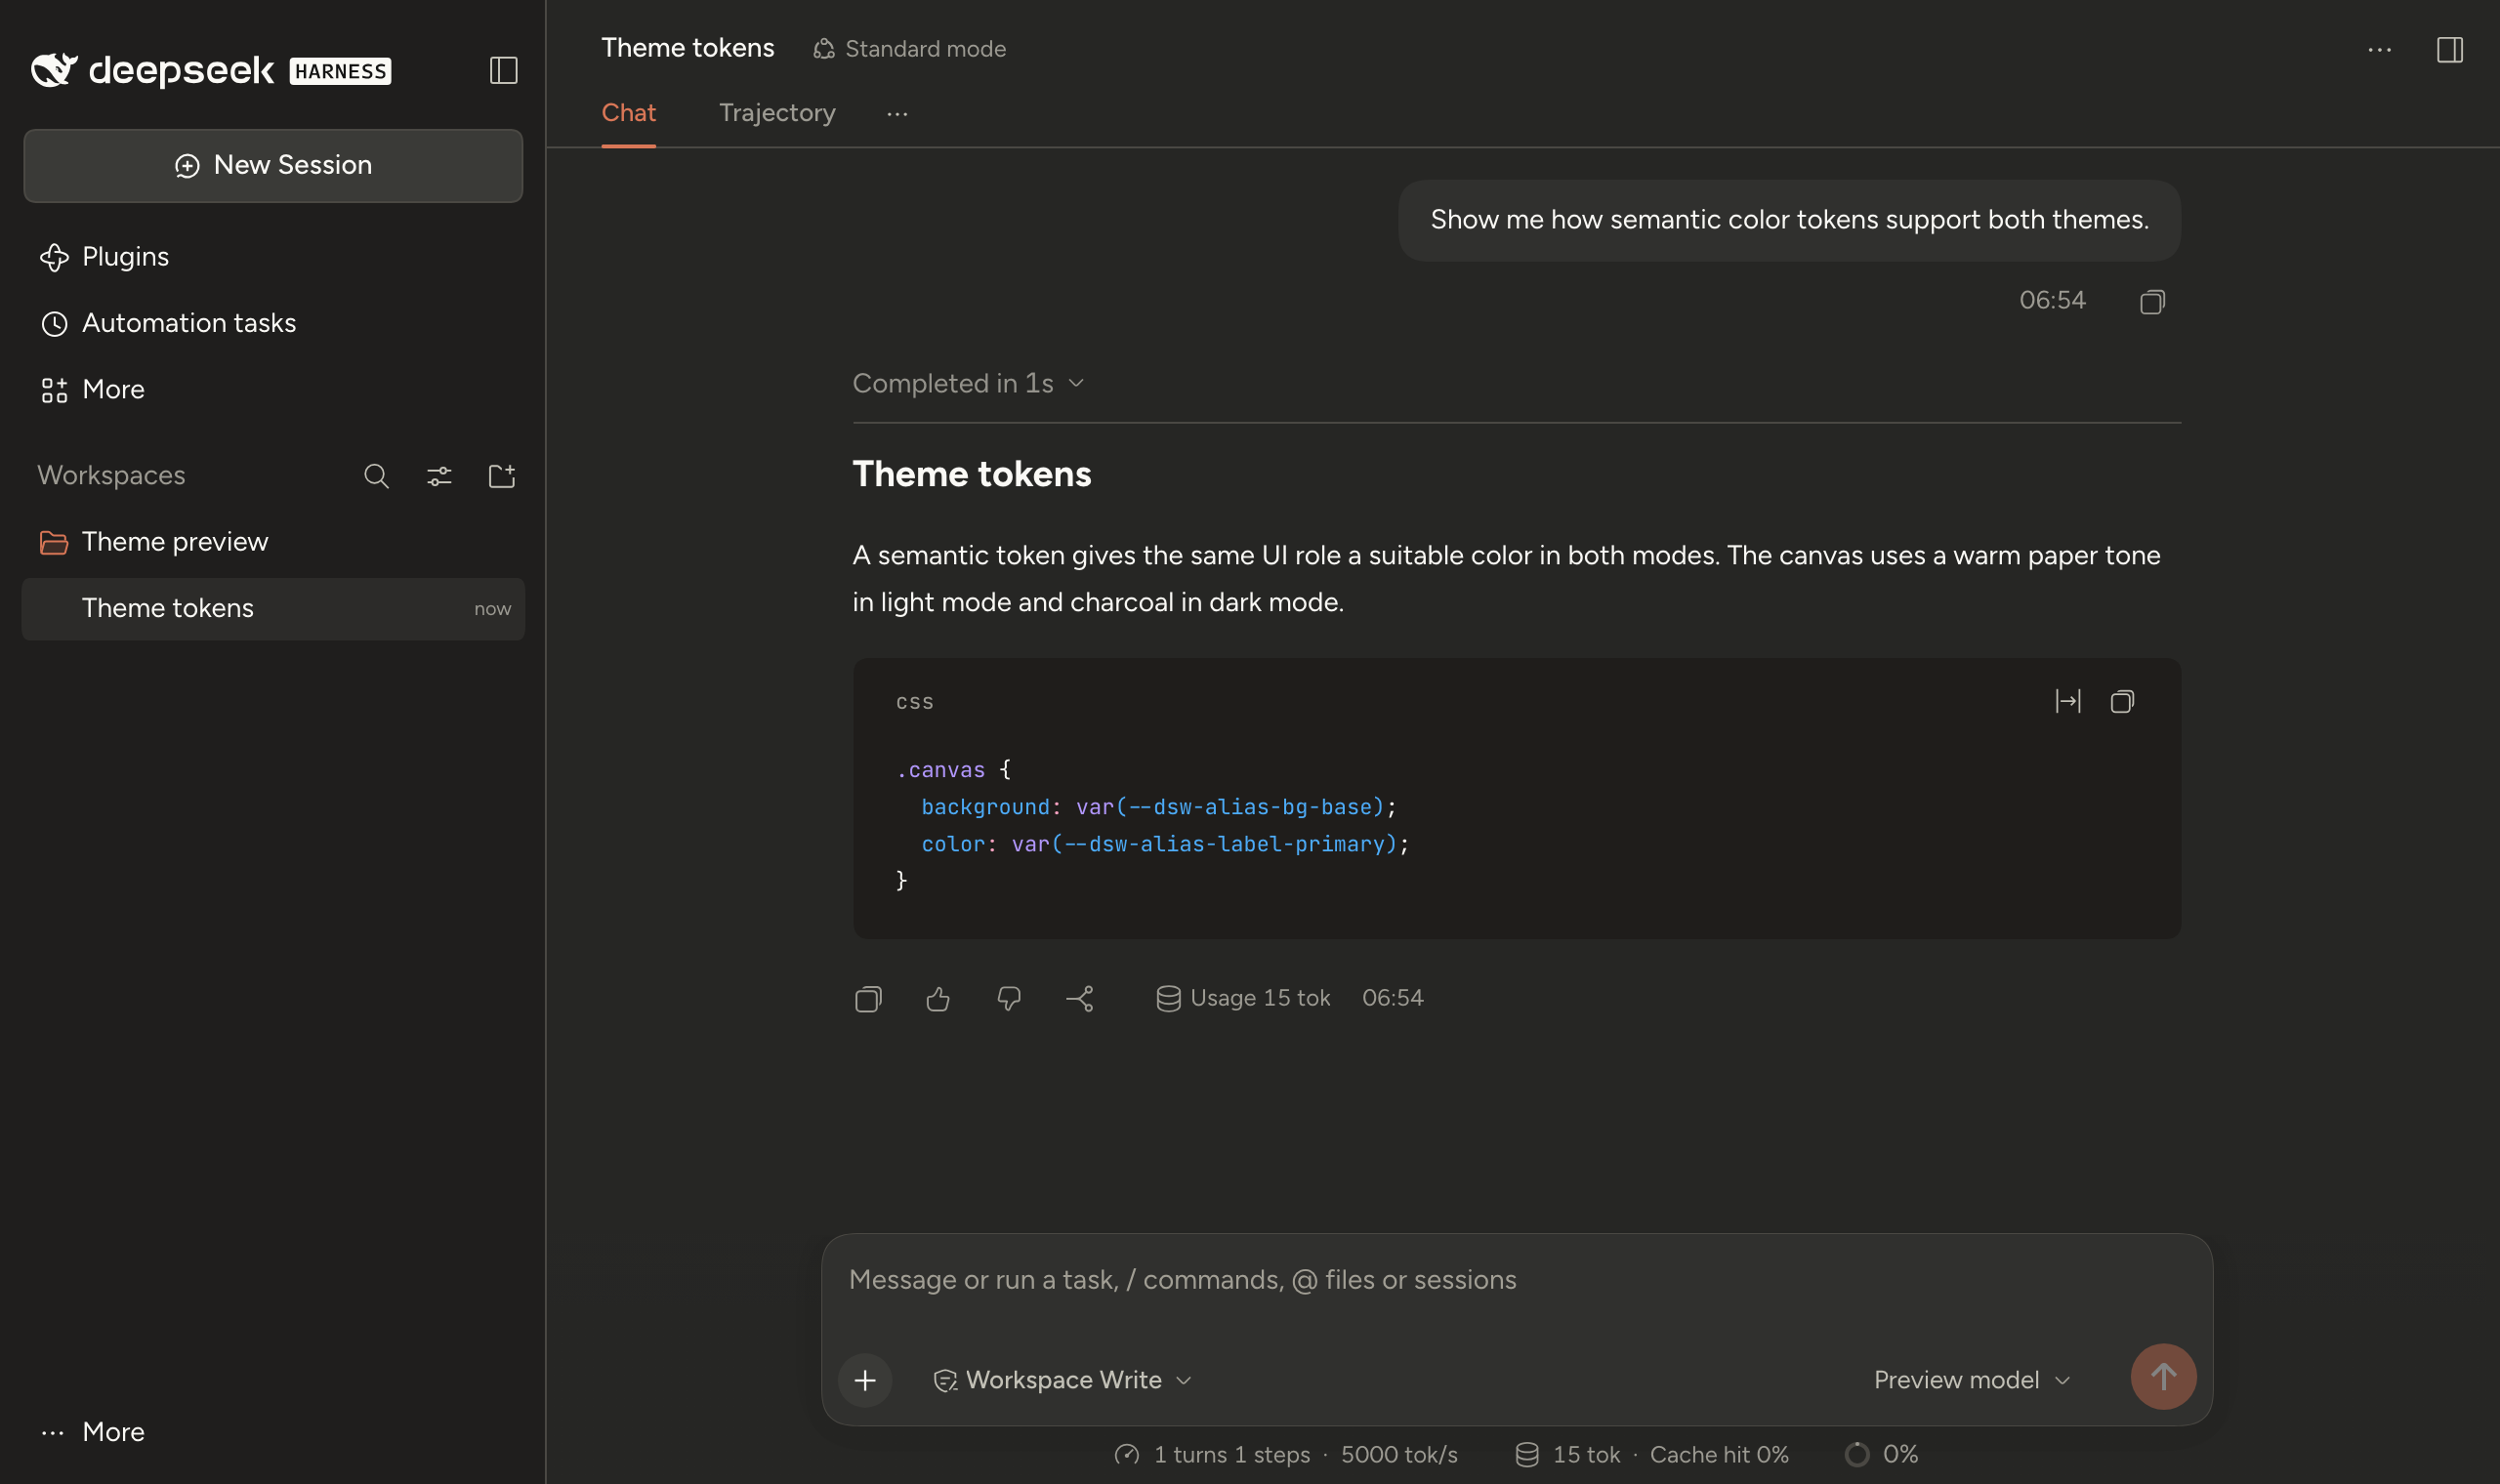 deepseek HARNESS
New Session
Plugins
Automation tasks
More
Workspaces
Theme preview
Theme tokens now
More
Theme tokens Standard mode
Chat Trajectory
Show me how semantic color tokens support both themes.
06:54
Completed in 1s
Theme tokens
A semantic token gives the same UI role a suitable color in both modes. The canvas uses a warm paper tone
in light mode and charcoal in dark mode.
css
.canvas {
  background: var(--dsw-alias-bg-base);
  color: var(--dsw-alias-label-primary);
}
Usage 15 tok 06:54
Message or run a task, / commands, @ files or sessions
Workspace Write Preview model
1 turns 1 steps · 5000 tok/s 15 tok · Cache hit 0% 0%